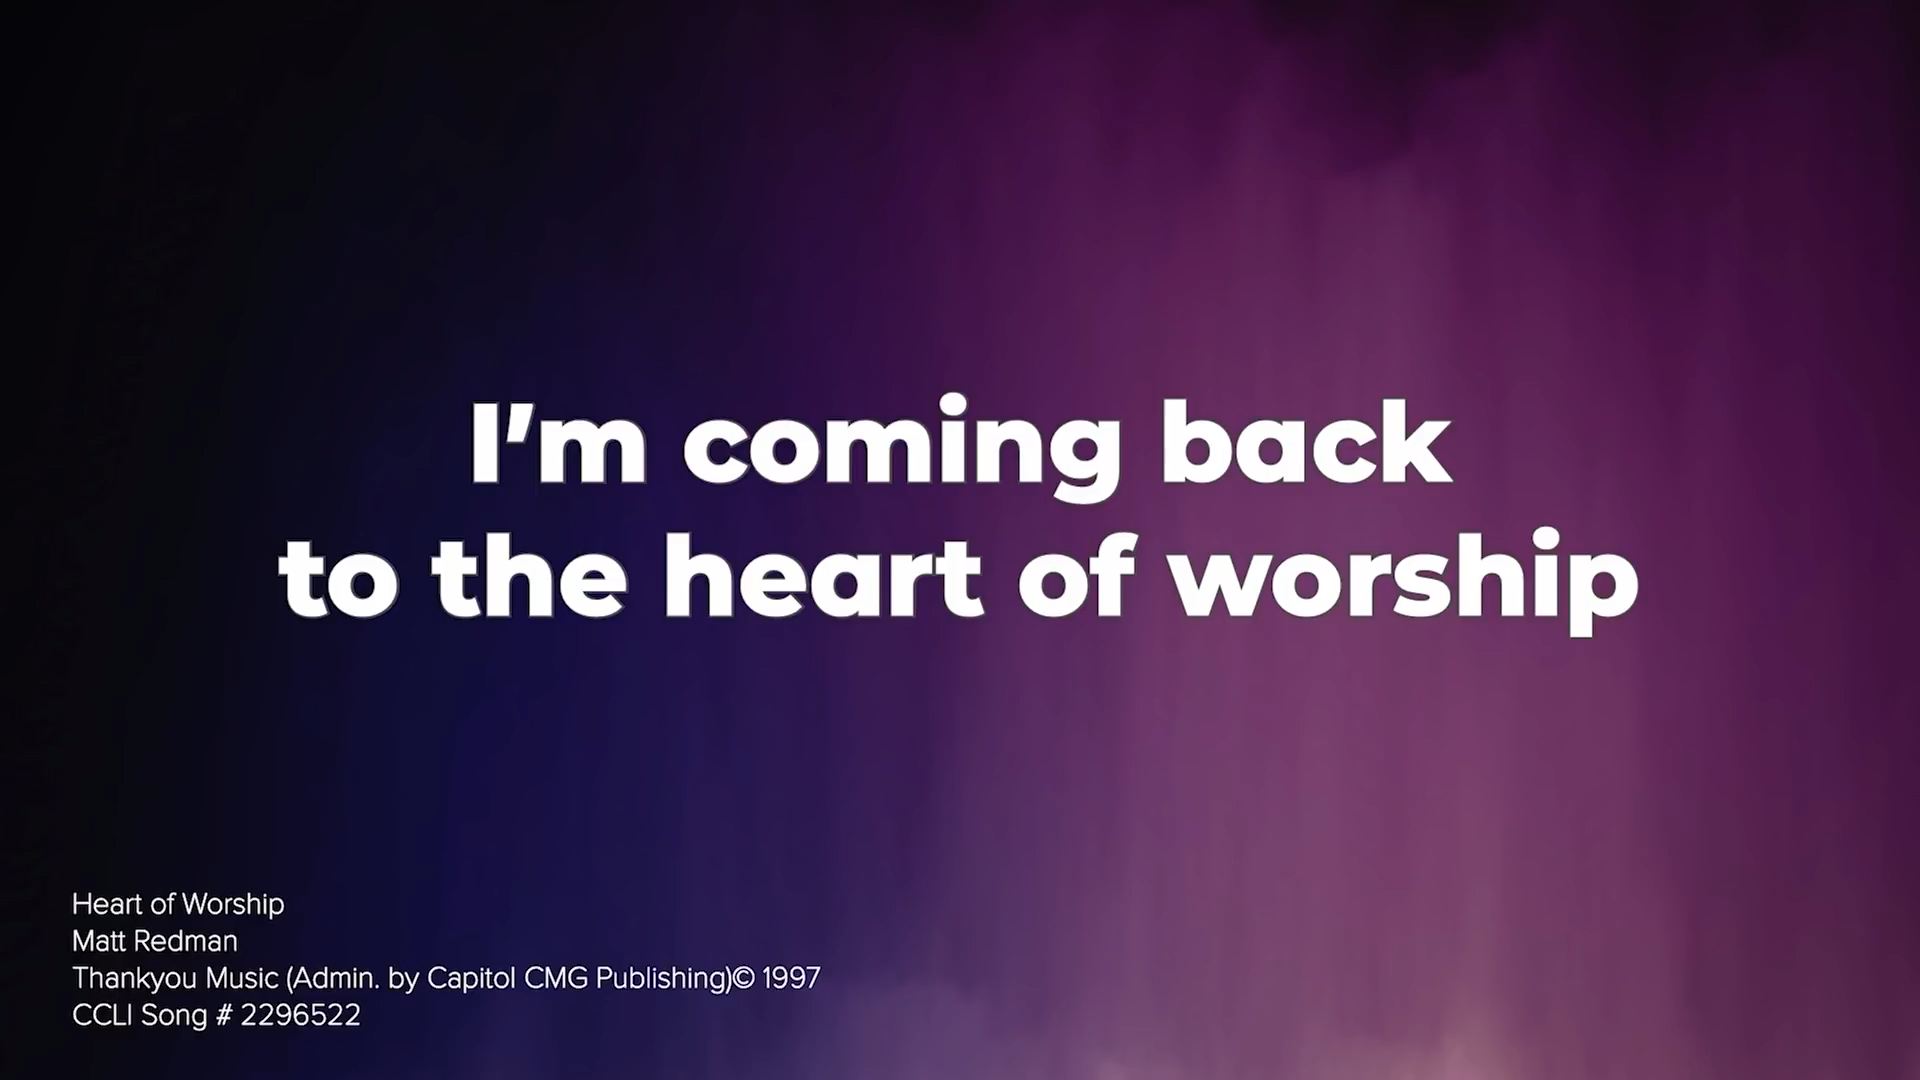 I’m coming back
to the heart of worship
Heart of Worship
Matt Redman
Thankyou Music (Admin. by Capitol CMG Publishing)© 1997
CCLI Song # 2296522